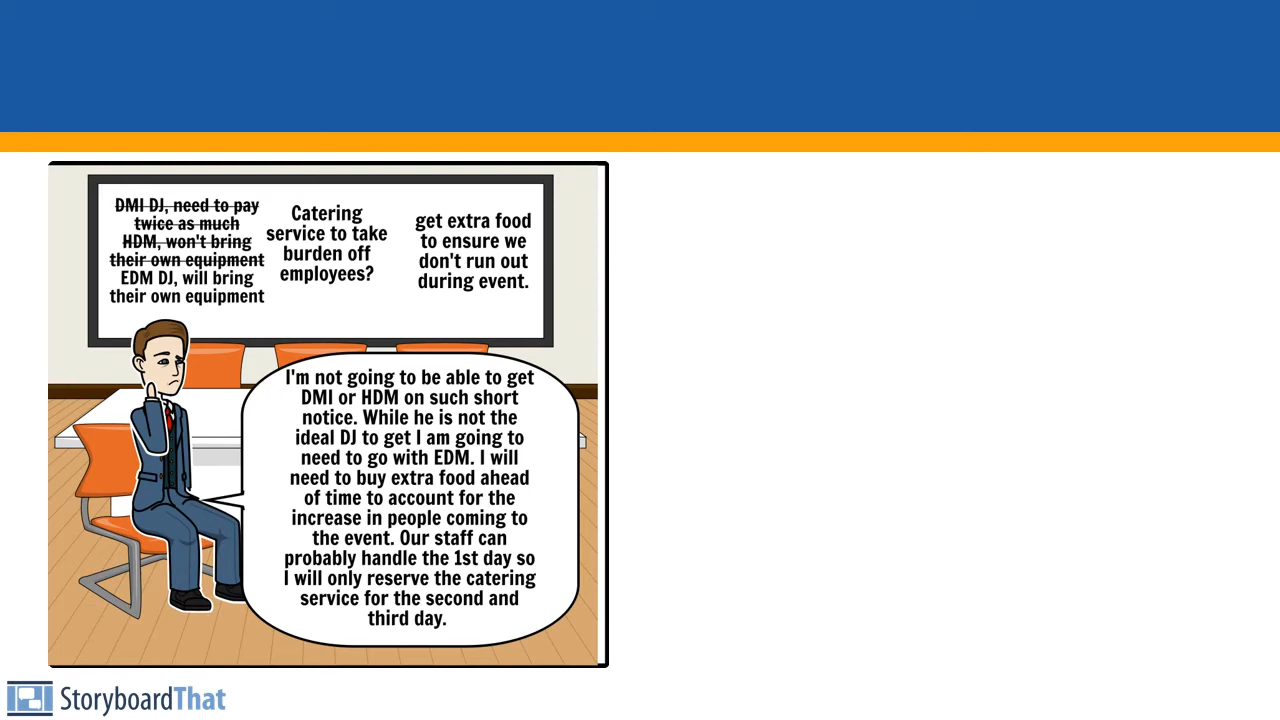 DMI DJ, need to pay
twice as much
HDM, won't bring
their own equipment
EDM DJ, will bring
their own equipment
Catering
service to take
burden off
employees?
get extra food
to ensure we
don't run out
during event.
I'm not going to be able to get
DMI or HDM on such short
notice. While he is not the
ideal DJ to get I am going to
need to go with EDM. I will
need to buy extra food ahead
of time to account for the
increase in people coming to
the event. Our staff can
probably handle the 1st day so
I will only reserve the catering
service for the second and
third day.
StoryboardThat